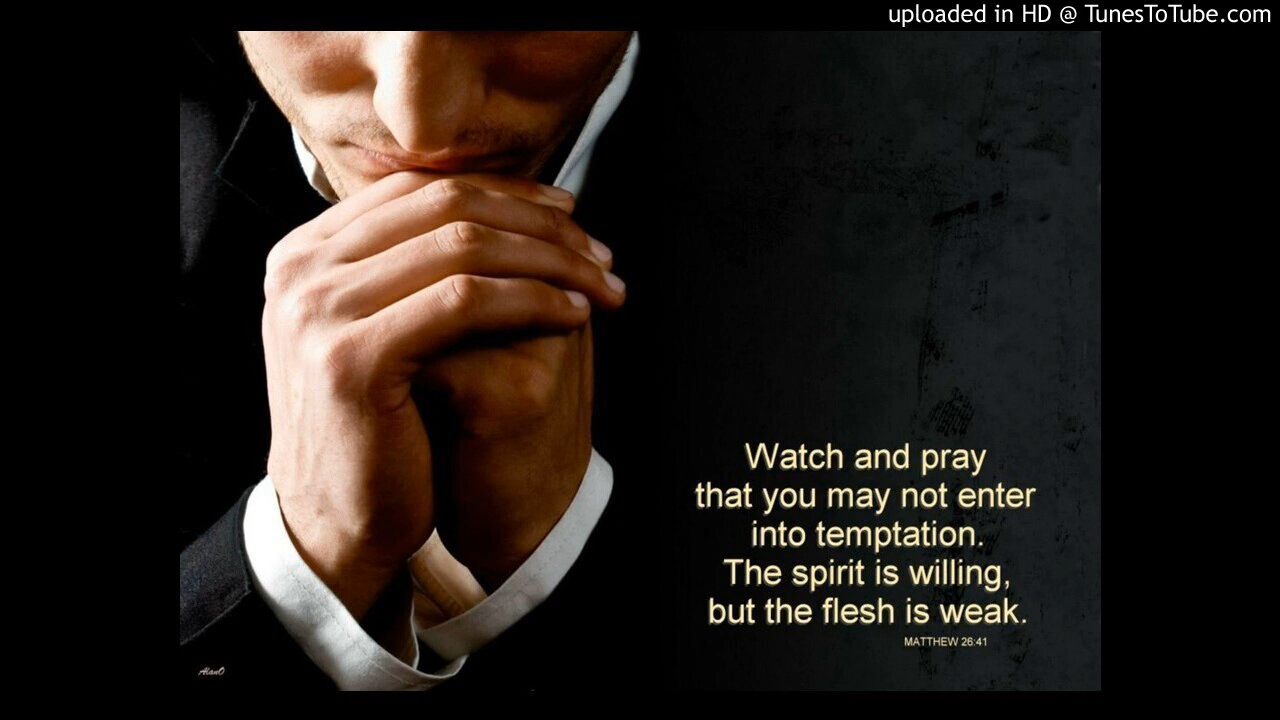 uploaded in HD @ TunesToTube.com
Watch and pray
that you may not enter
into temptation.
The spirit is willing,
but the flesh is weak.
MATTHEW 26:41
AlanO